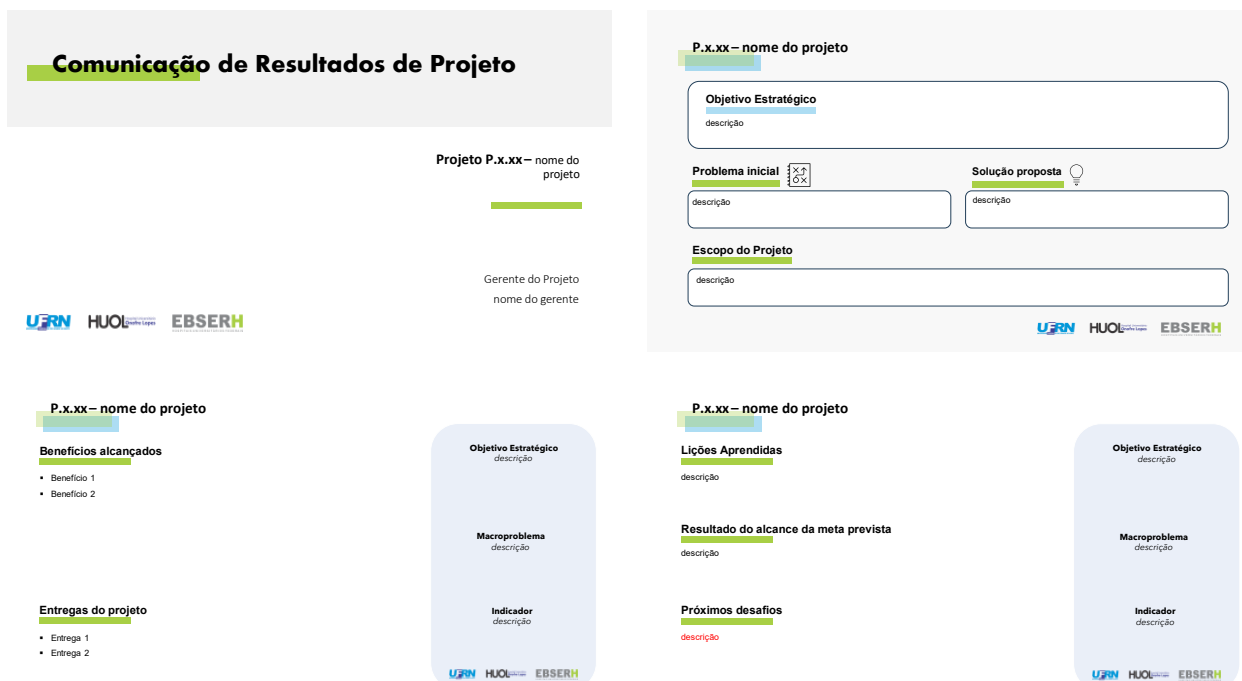 Comunicação de Resultados de Projeto
Projeto P.x.xx – nome do
projeto
Gerente do Projeto
nome do gerente
UFRN HUOL Onofre Lopes EBSERH
P.x.xx – nome do projeto
Objetivo Estratégico
descrição
Problema inicial
descrição
Solução proposta
descrição
Escopo do Projeto
descrição
UFRN HUOL Onofre Lopes EBSERH
P.x.xx – nome do projeto
Benefícios alcançados
▪ Benefício 1
▪ Benefício 2
Entregas do projeto
▪ Entrega 1
▪ Entrega 2
Objetivo Estratégico
descrição
Macroproblema
descrição
Indicador
descrição
UFRN HUOL EBSERH
P.x.xx – nome do projeto
Lições Aprendidas
descrição
Resultado do alcance da meta prevista
descrição
Próximos desafios
descrição
Objetivo Estratégico
descrição
Macroproblema
descrição
Indicador
descrição
UFRN HUOL EBSERH